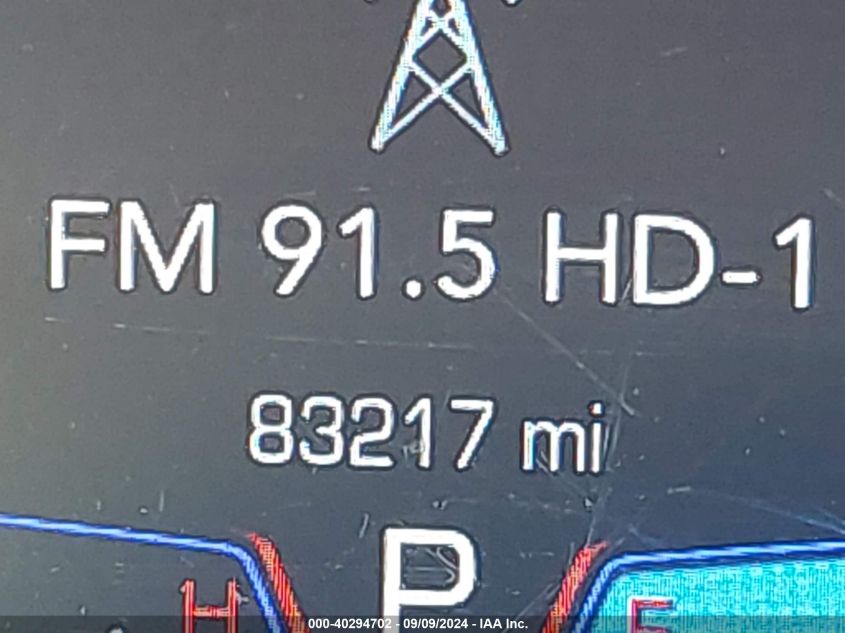 FM 91.5 HD-1
83217 mi
P
H
000-40294702 - 09/09/2024 - IAA Inc.